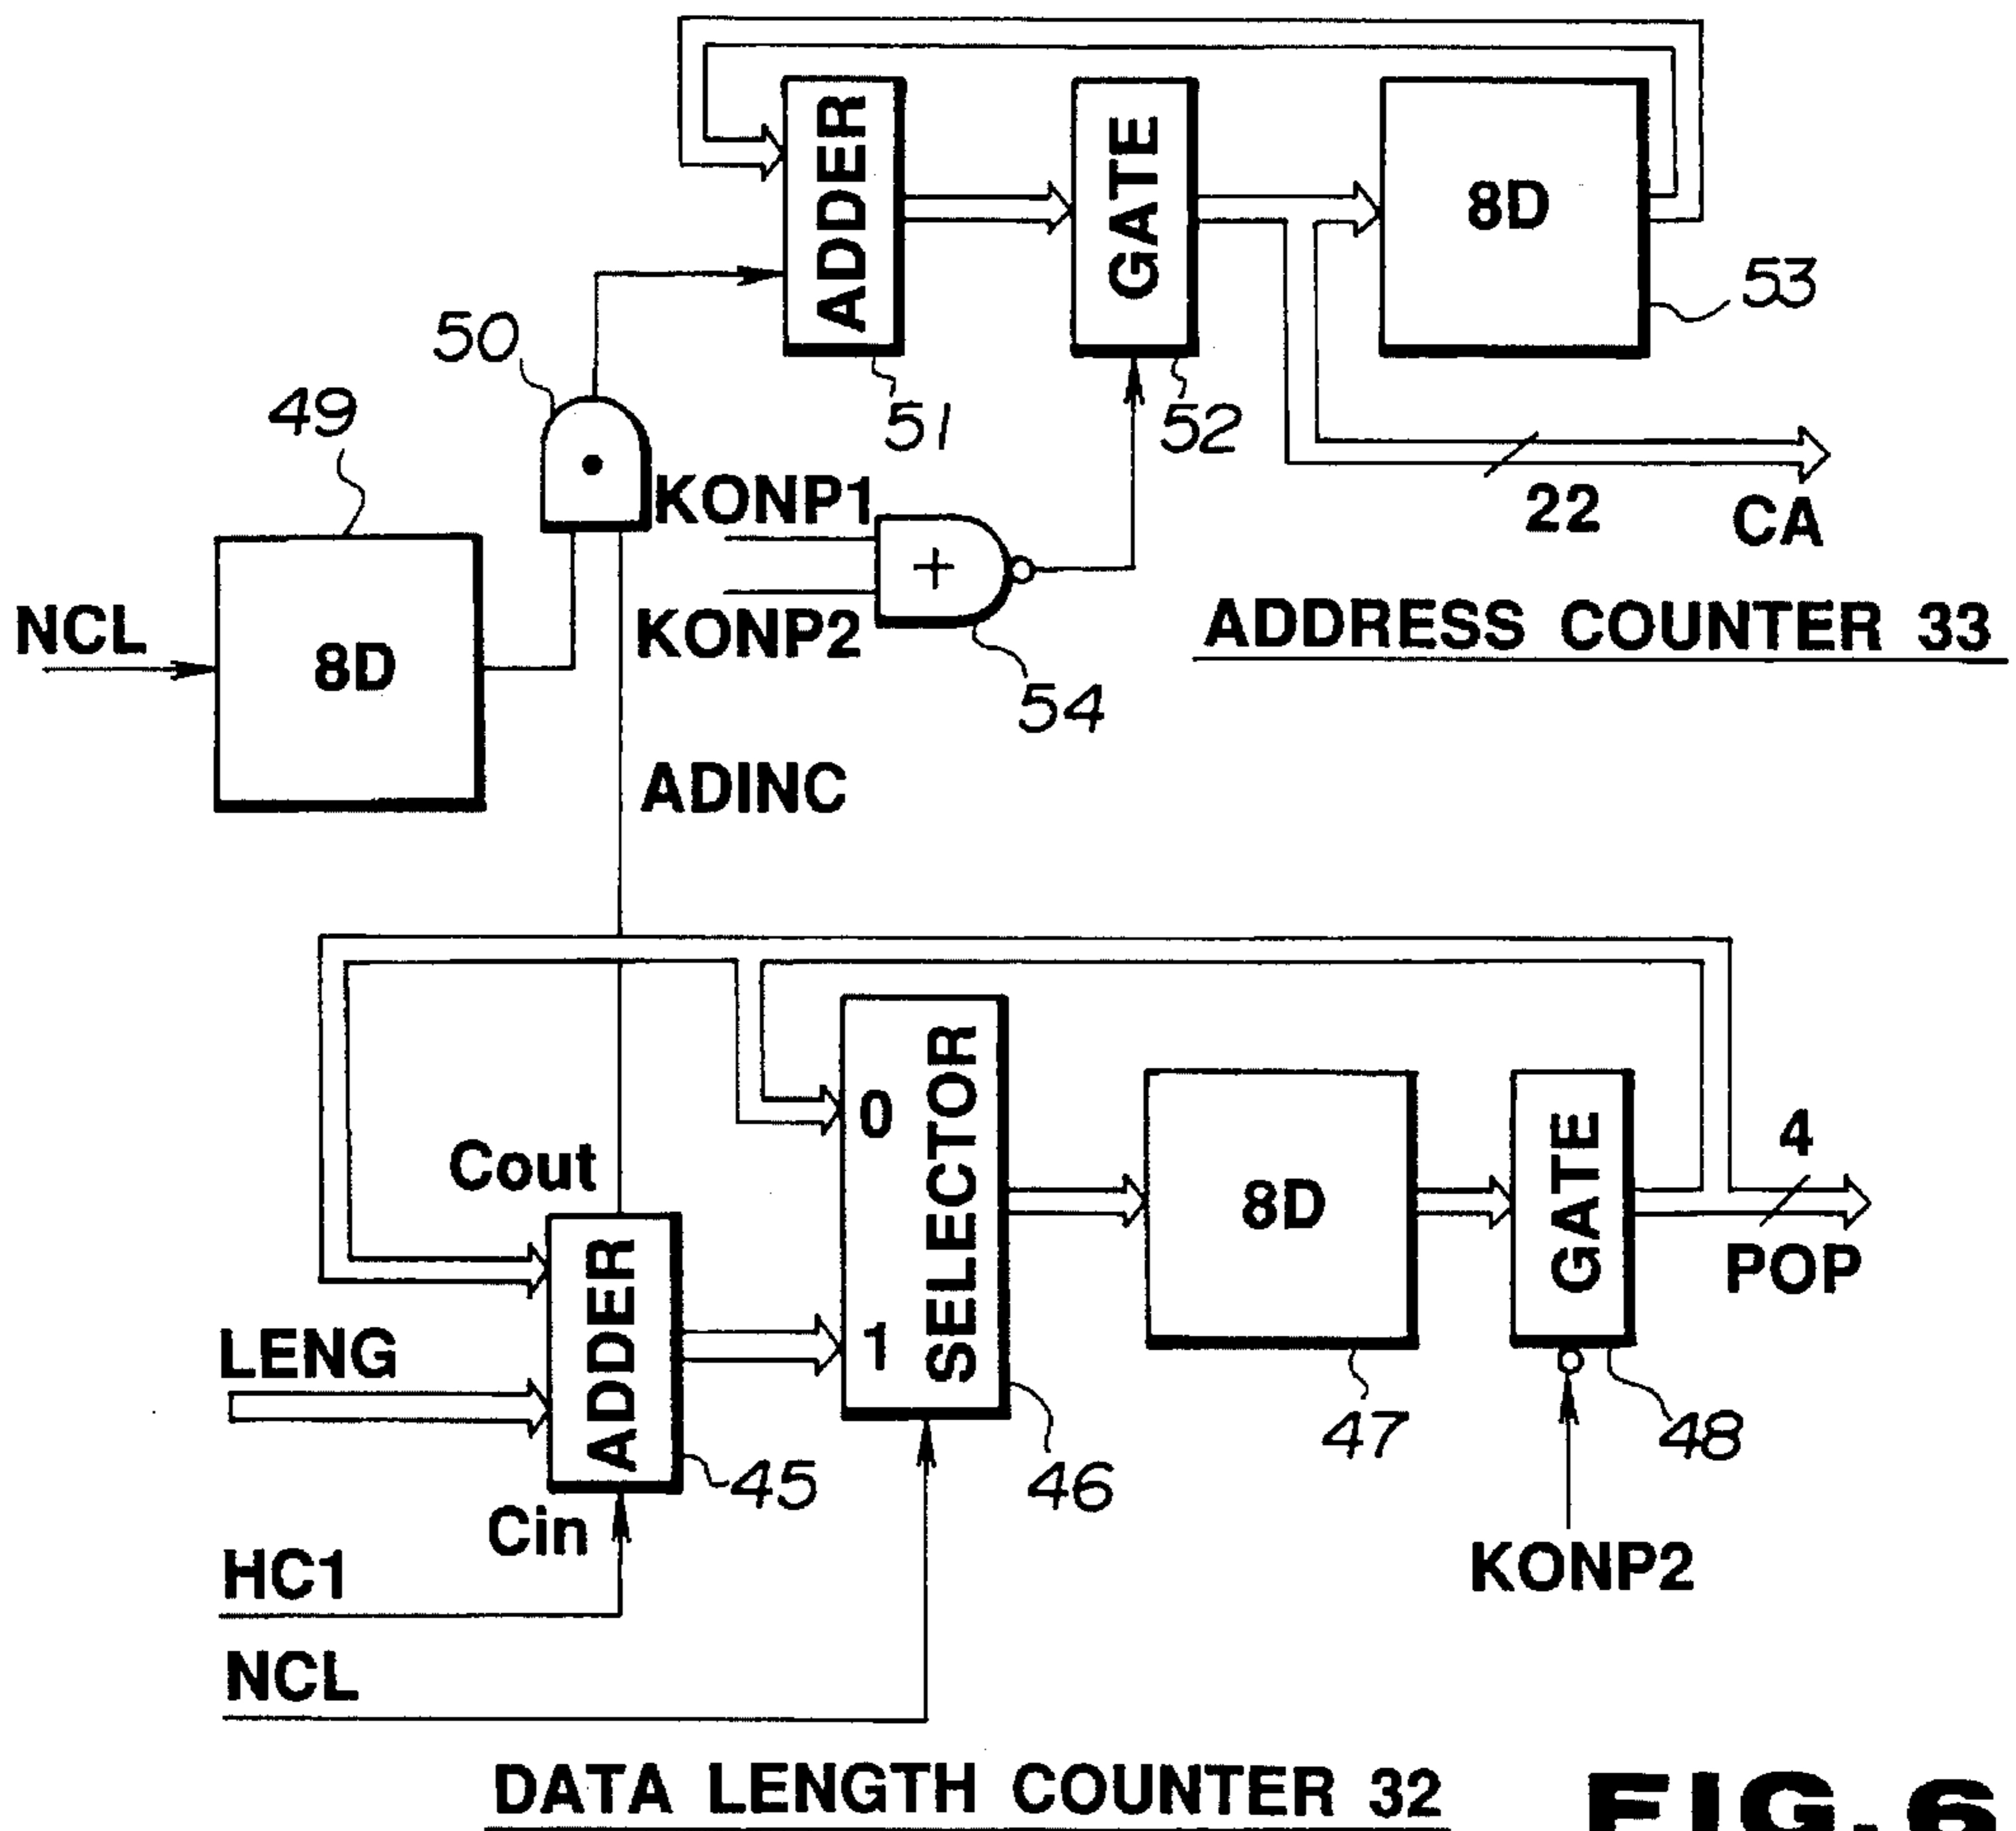 ADDER
GATE
8D
53
50
51
52
49
KONP1
22
CA
NCL
8D
+
KONP2
ADDRESS COUNTER 33
54
ADINC
0
SELECTOR
Cout
4
8D
GATE
POP
LENG
ADDER
1
45
46
47
48
Cin
HC1
KONP2
NCL
DATA LENGTH COUNTER 32
FIG.6